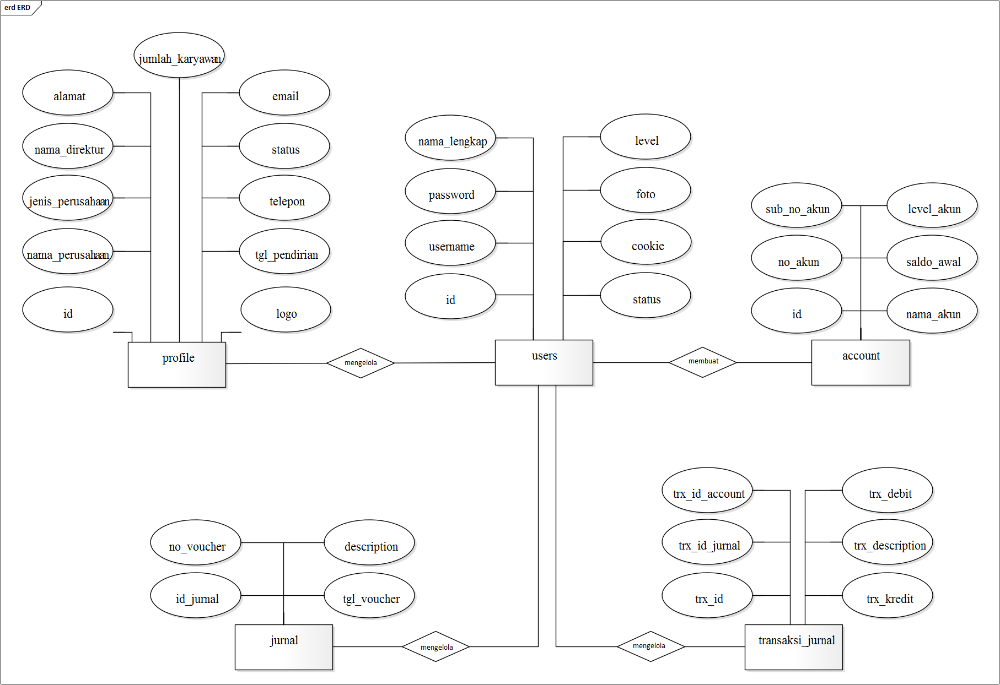 erd ERD
jumlah_karyawan
alamat
email
nama_direktur
status
jenis_perusahaan
telepon
nama_perusahaan
tgl_pendirian
id
logo
profile
mengelola
nama_lengkap
level
password
foto
username
cookie
id
status
users
membuat
sub_no_akun
level_akun
no_akun
saldo_awal
id
nama_akun
account
no_voucher
description
id_jurnal
tgl_voucher
jurnal
mengelola
trx_id_account
trx_debit
trx_id_jurnal
trx_description
trx_id
trx_kredit
mengelola
transaksi_jurnal